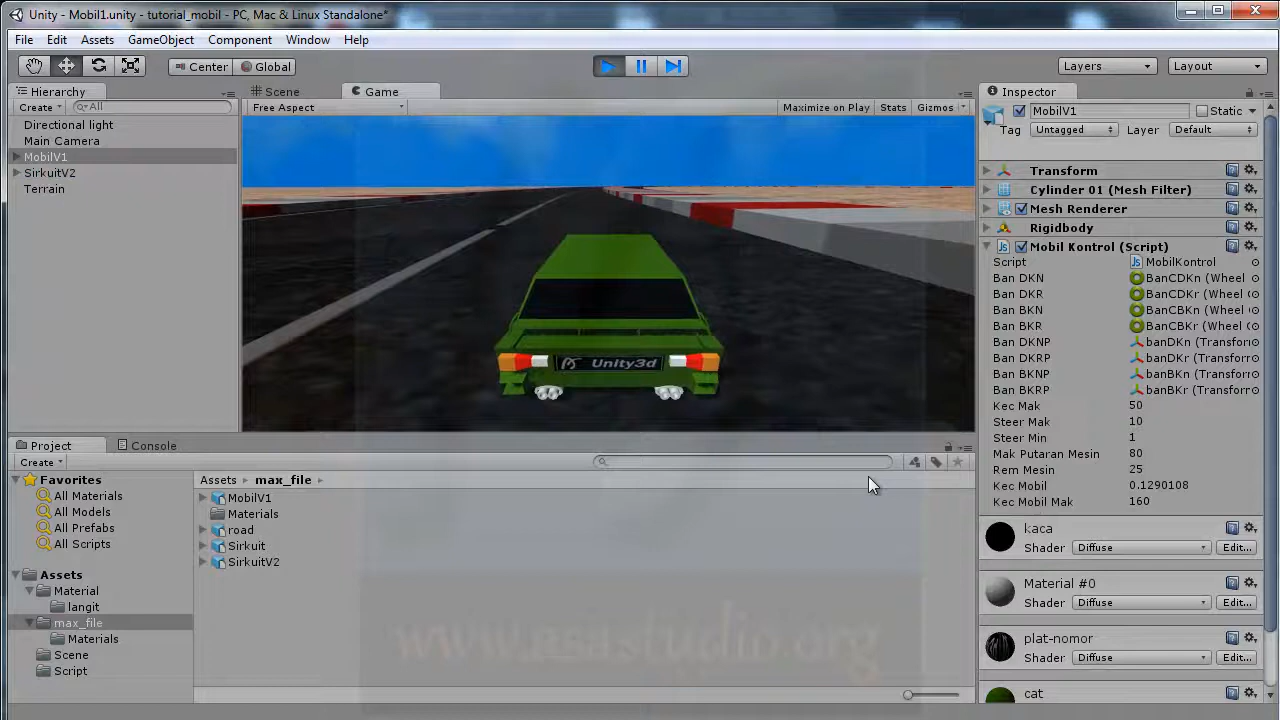 Unity - Mobil1.unity - tutorial_mobil - PC, Mac & Linux Standalone*
File Edit Assets GameObject Component Window Help
Center Global Layers Layout
Hierarchy
Create All
Directional light
Main Camera
MobilV1
SirkuitV2
Terrain
Scene Game
Free Aspect Maximize on Play Stats Gizmos
Unity3d
Inspector
MobilV1 Static
Tag Untagged Layer Default
Transform
Cylinder 01 (Mesh Filter)
Mesh Renderer
Rigidbody
Mobil Kontrol (Script)
Script MobilKontrol
Ban DKN BanCDKn (Wheel
Ban DKR BanCDKr (Wheel
Ban BKN BanCBKn (Wheel
Ban BKR BanCBKr (Wheel
Ban DKNP banDKn (Transform
Ban DKRP banDKr (Transform
Ban BKNP banBKn (Transform
Ban BKRP banBKr (Transform
Kec Mak 50
Steer Mak 10
Steer Min 1
Mak Putaran Mesin 80
Rem Mesin 25
Kec Mobil 0.1290108
Kec Mobil Mak 160
kaca
Shader Diffuse Edit...
Material #0
Shader Diffuse Edit...
plat-nomor
Shader Diffuse Edit...
cat
Project Console
Create
Favorites
All Materials
All Models
All Prefabs
All Scripts
Assets
Material
langit
max_file
Materials
Scene
Script
Assets max_file
MobilV1
Materials
road
Sirkuit
SirkuitV2